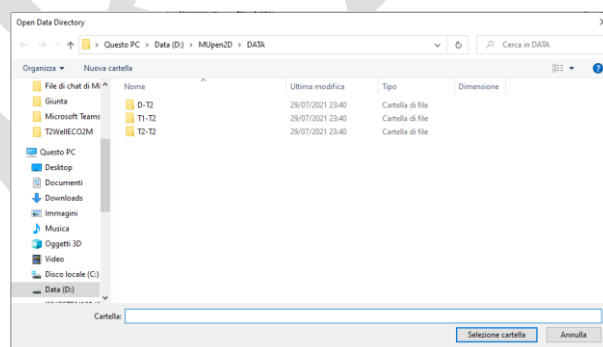 Open Data Directory
Questo PC > Data (D:) > MUpen2D > DATA
Cerca in DATA
Organizza
Nuova cartella
File di chat di Mi
Giunta
Microsoft Teams
T2WellECO2M
Questo PC
Desktop
Documenti
Downloads
Immagini
Musica
Oggetti 3D
Video
Disco locale (C:)
Data (D:)
Nome Ultima modifica Tipo Dimensione
D-T2 29/07/2021 23:40 Cartella di file
T1-T2 29/07/2021 23:40 Cartella di file
T2-T2 29/07/2021 23:40 Cartella di file
Cartella:
Selezione cartella Annulla